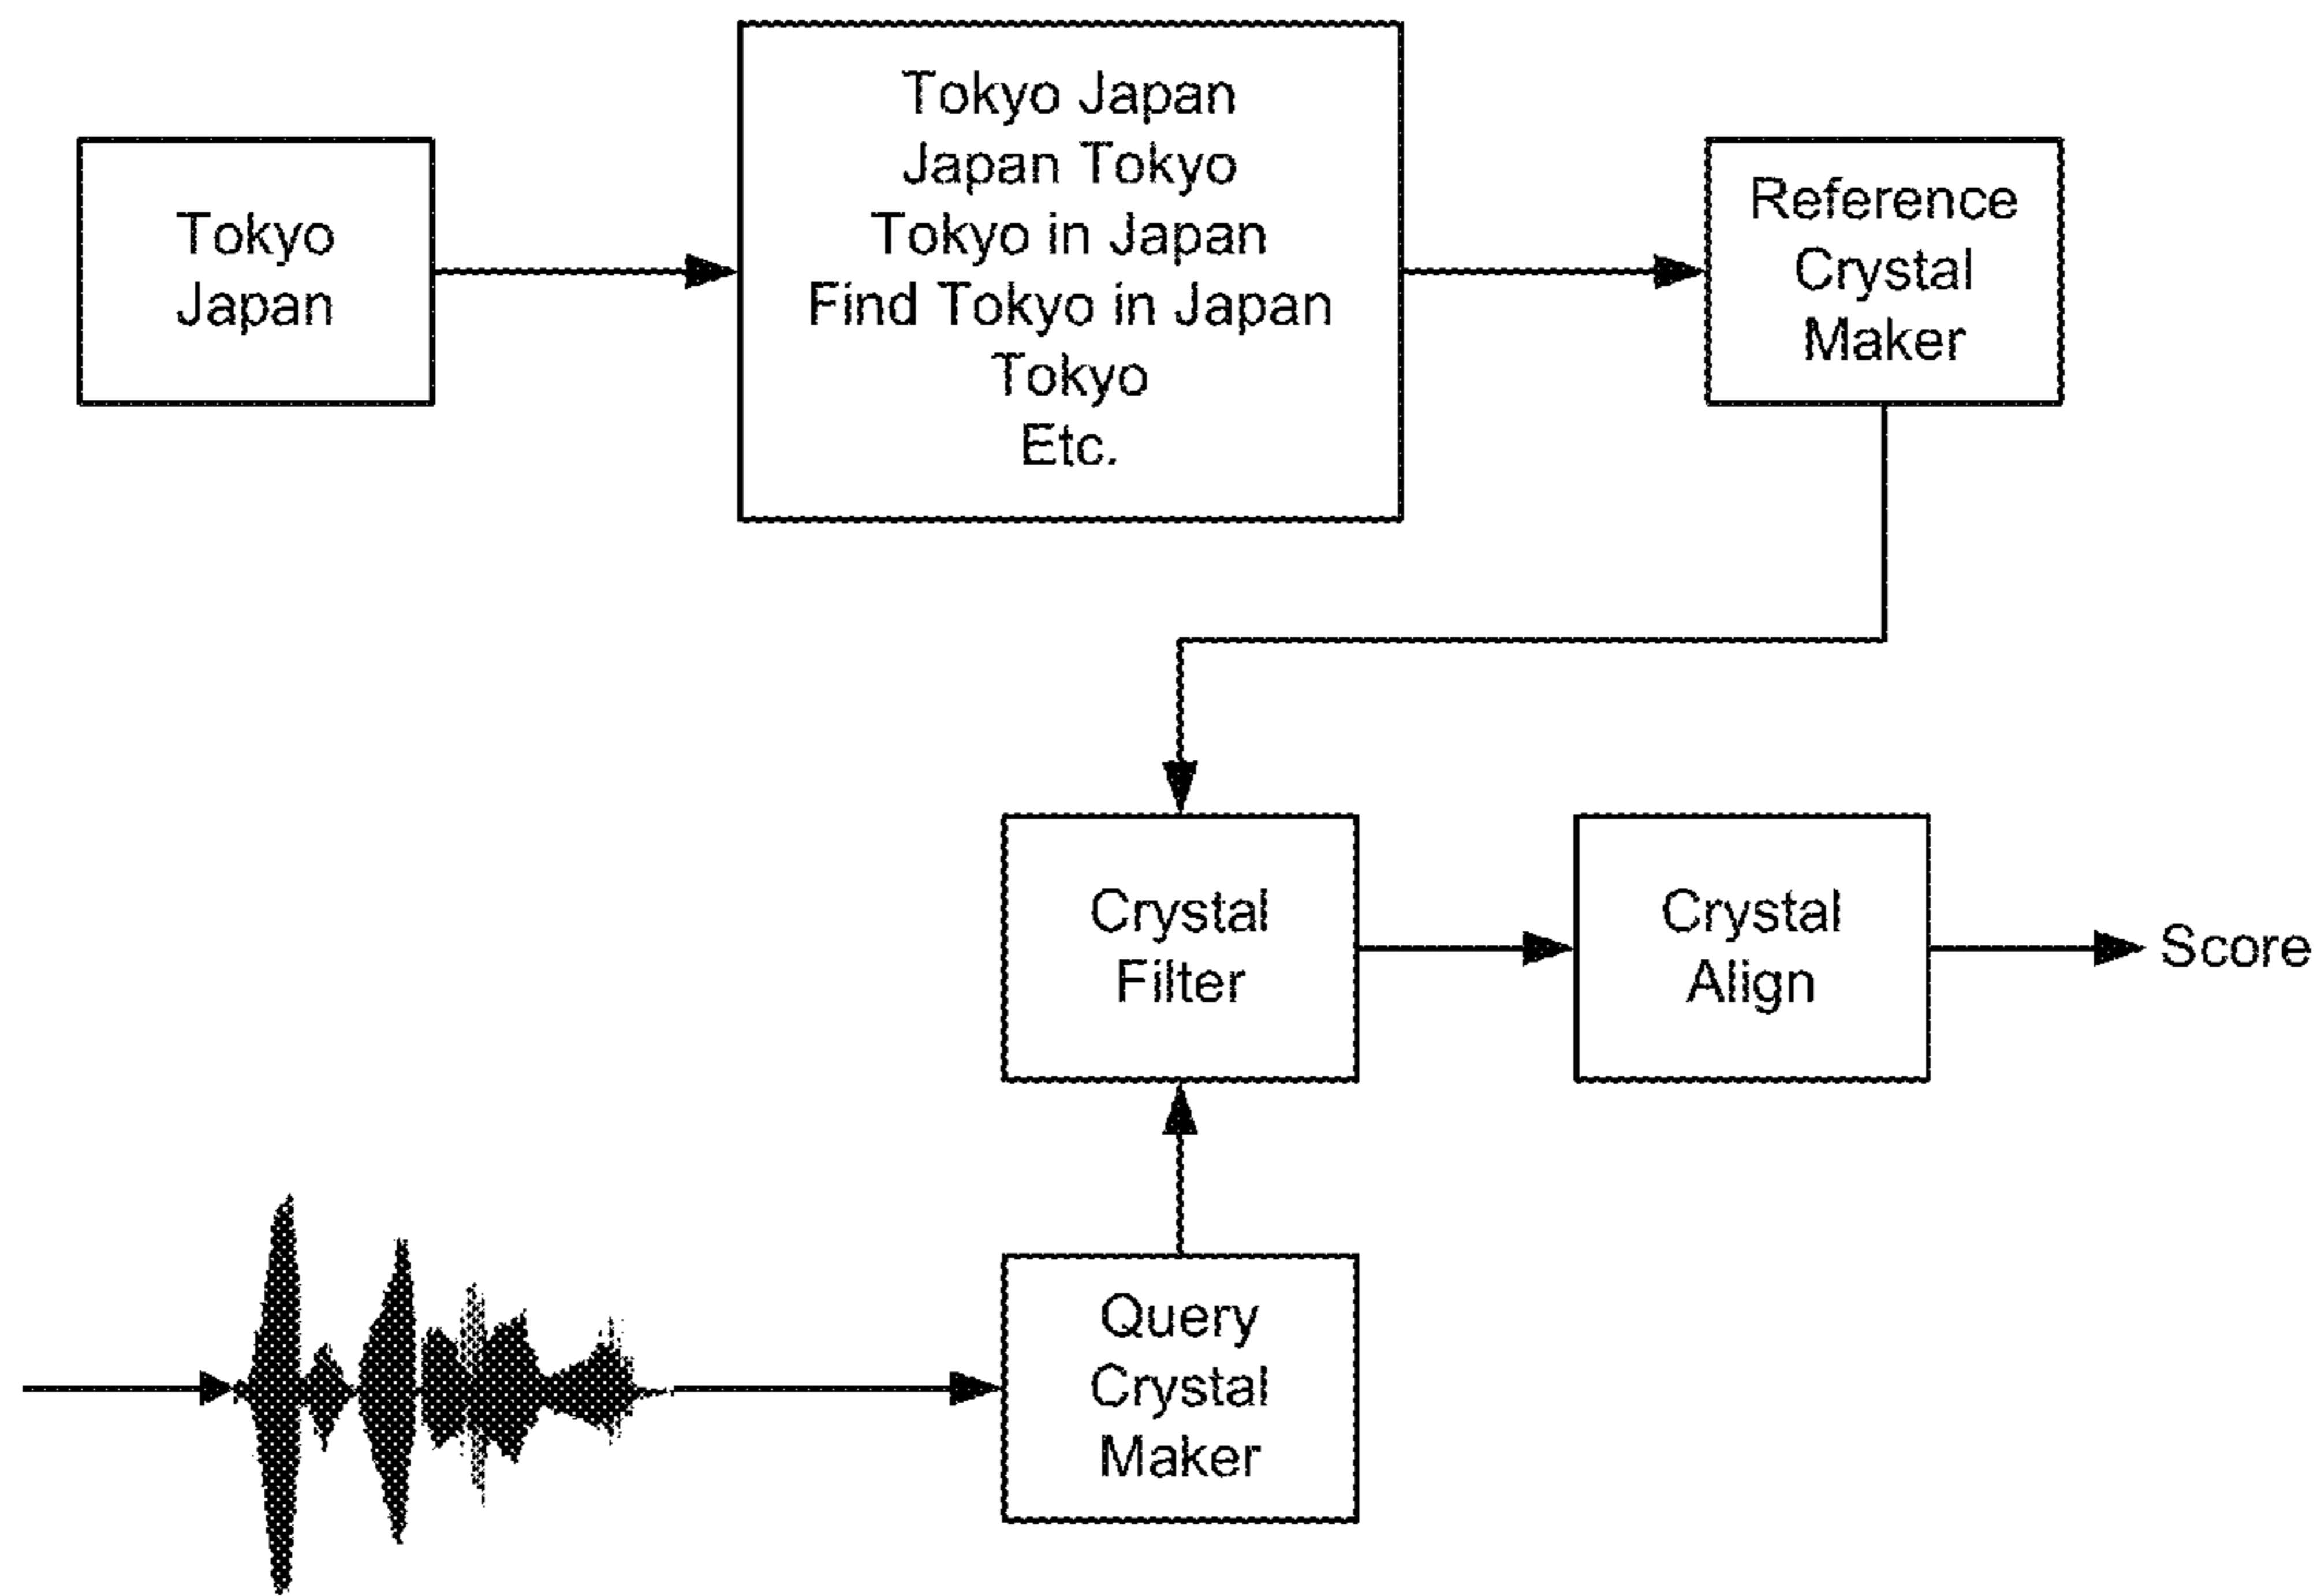 Tokyo
Japan
Tokyo Japan
Japan Tokyo
Tokyo in Japan
Find Tokyo in Japan
Tokyo
Etc.
Reference
Crystal
Maker
Crystal
Filter
Crystal
Align
Score
Query
Crystal
Maker